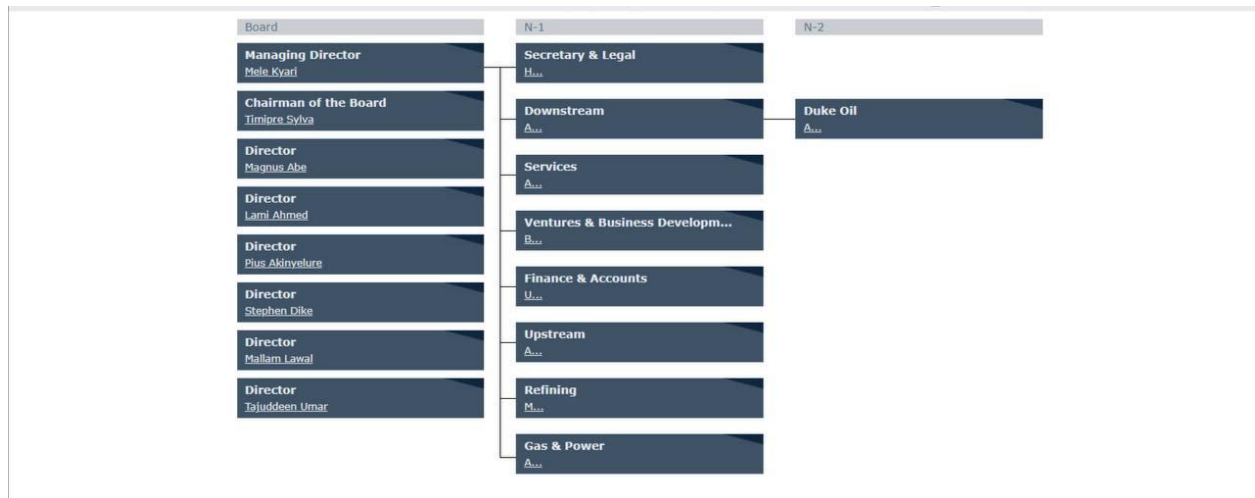 Board
Managing Director
Mele Kyari
Chairman of the Board
Timipre Sylva
Director
Magnus Abe
Director
Lami Ahmed
Director
Pius Akinyelure
Director
Stephen Dike
Director
Mallam Lawal
Director
Tajuddeen Umar
N-1
Secretary & Legal
H...
Downstream
A...
Services
A...
Ventures & Business Developm...
B...
Finance & Accounts
U...
Upstream
A...
Refining
M...
Gas & Power
A...
N-2
Duke Oil
A...